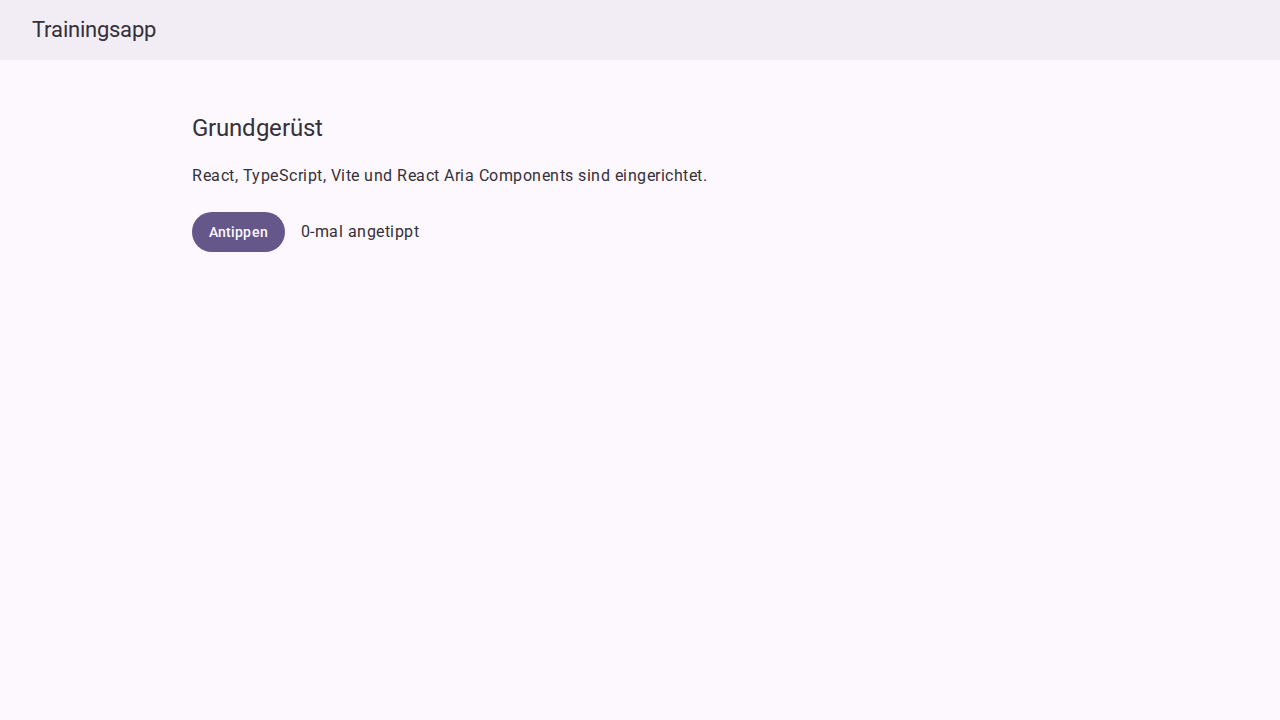 Trainingsapp
Grundgerüst
React, TypeScript, Vite und React Aria Components sind eingerichtet.
Antippen
0-mal angetippt